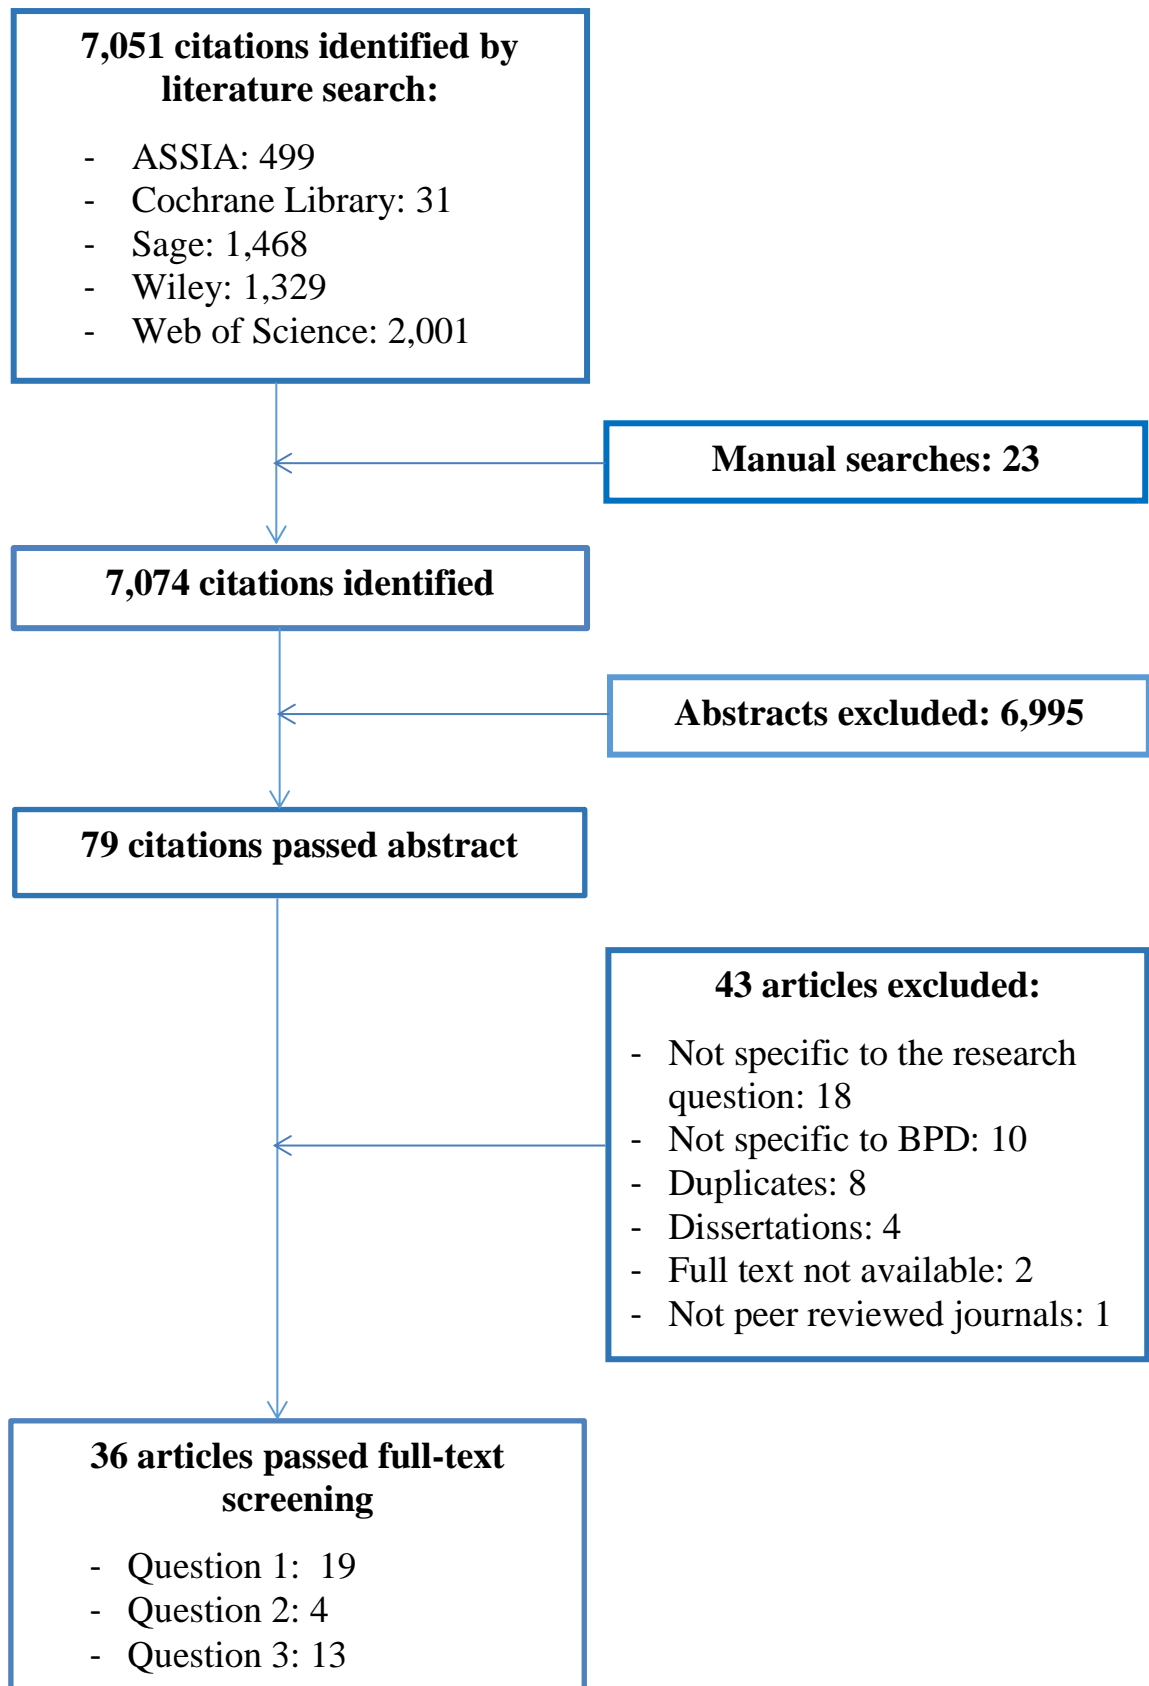 7,051 citations identified by
literature search:
- ASSIA: 499
- Cochrane Library: 31
- Sage: 1,468
- Wiley: 1,329
- Web of Science: 2,001
Manual searches: 23
7,074 citations identified
Abstracts excluded: 6,995
79 citations passed abstract
43 articles excluded:
- Not specific to the research
question: 18
- Not specific to BPD: 10
- Duplicates: 8
- Dissertations: 4
- Full text not available: 2
- Not peer reviewed journals: 1
36 articles passed full-text
screening
- Question 1:  19
- Question 2: 4
- Question 3: 13